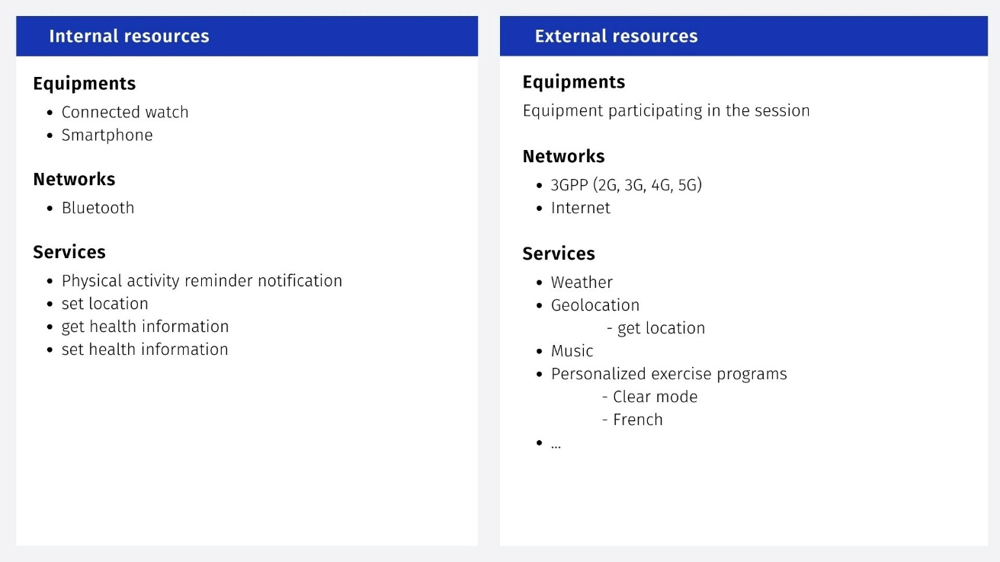 Internal resources
Equipments
• Connected watch
• Smartphone
Networks
• Bluetooth
Services
• Physical activity reminder notification
• set location
• get health information
• set health information
External resources
Equipments
Equipment participating in the session
Networks
• 3GPP (2G, 3G, 4G, 5G)
• Internet
Services
• Weather
• Geolocation
- get location
• Music
• Personalized exercise programs
- Clear mode
- French
• ...